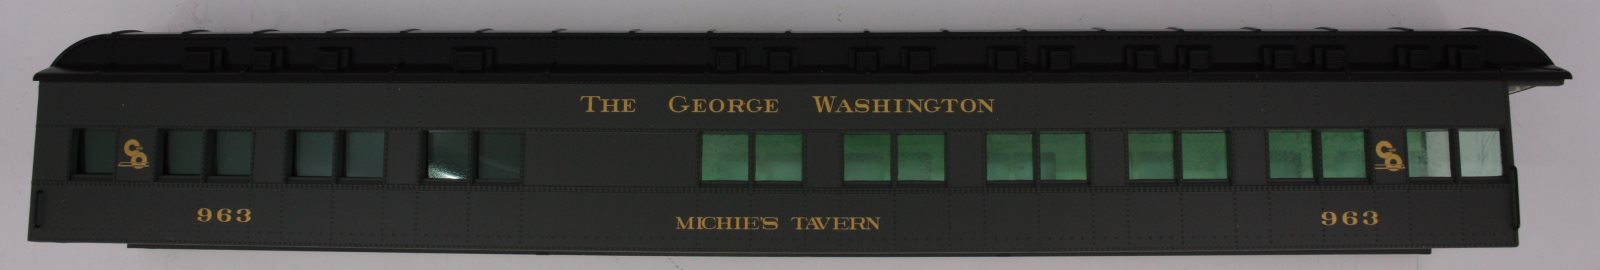 THE GEORGE WASHINGTON
C&O C&O
963 MICHIE'S TAVERN 963